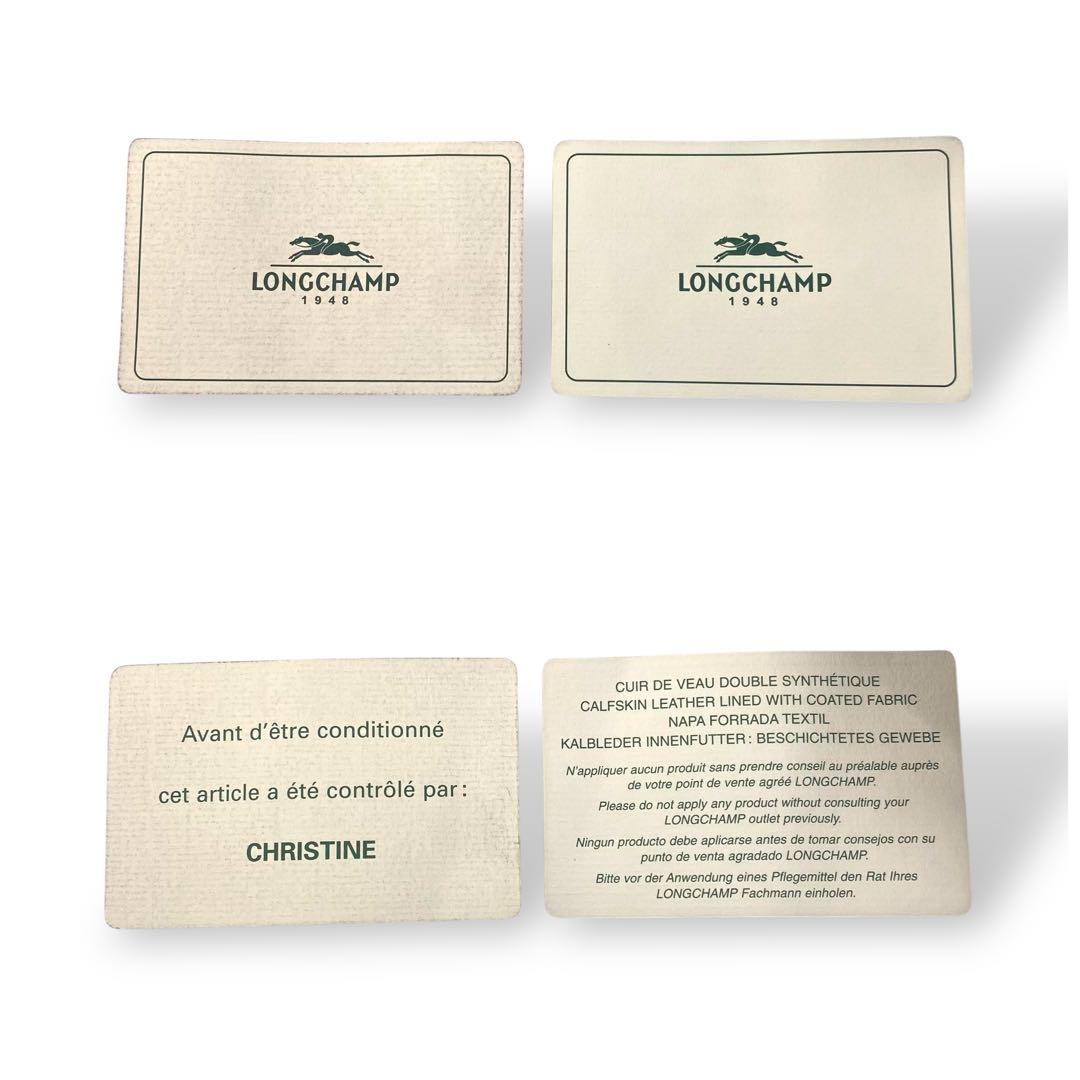 LONGCHAMP
1948
LONGCHAMP
1948
Avant d'être conditionné
cet article a été contrôlé par :
CHRISTINE
CUIR DE VEAU DOUBLE SYNTHÉTIQUE
CALFSKIN LEATHER LINED WITH COATED FABRIC
NAPA FORRADA TEXTIL
KALBLEDER INNENFUTTER : BESCHICHTETES GEWEBE
N'appliquer aucun produit sans prendre conseil au préalable auprès
de votre point de vente agréé LONGCHAMP.
Please do not apply any product without consulting your
LONGCHAMP outlet previously.
Ningun producto debe aplicarse antes de tomar consejos con su
punto de venta agradado LONGCHAMP.
Bitte vor der Anwendung eines Pflegemittel den Rat Ihres
LONGCHAMP Fachmann einholen.